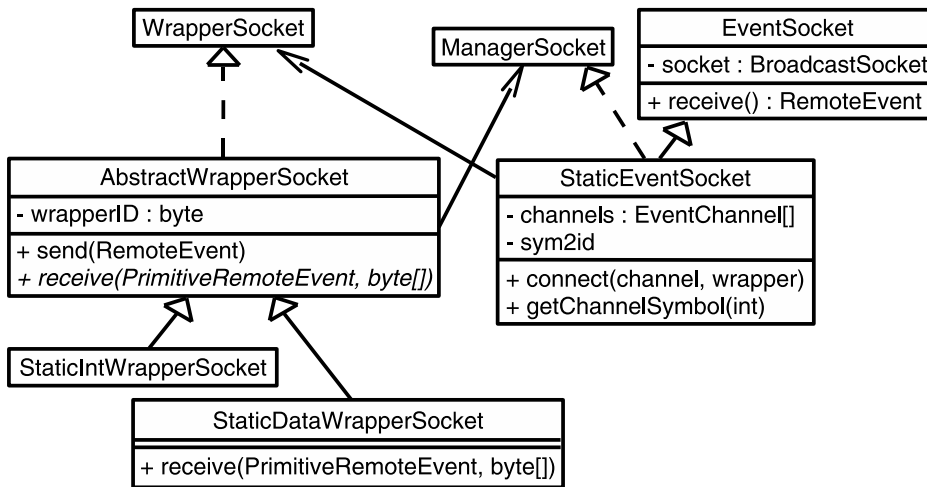 WrapperSocket
ManagerSocket
EventSocket
- socket : BroadcastSocket
+ receive() : RemoteEvent
AbstractWrapperSocket
- wrapperID : byte
+ send(RemoteEvent)
+ receive(PrimitiveRemoteEvent, byte[])
StaticEventSocket
- channels : EventChannel[]
- sym2id
+ connect(channel, wrapper)
+ getChannelSymbol(int)
StaticIntWrapperSocket
StaticDataWrapperSocket
+ receive(PrimitiveRemoteEvent, byte[])